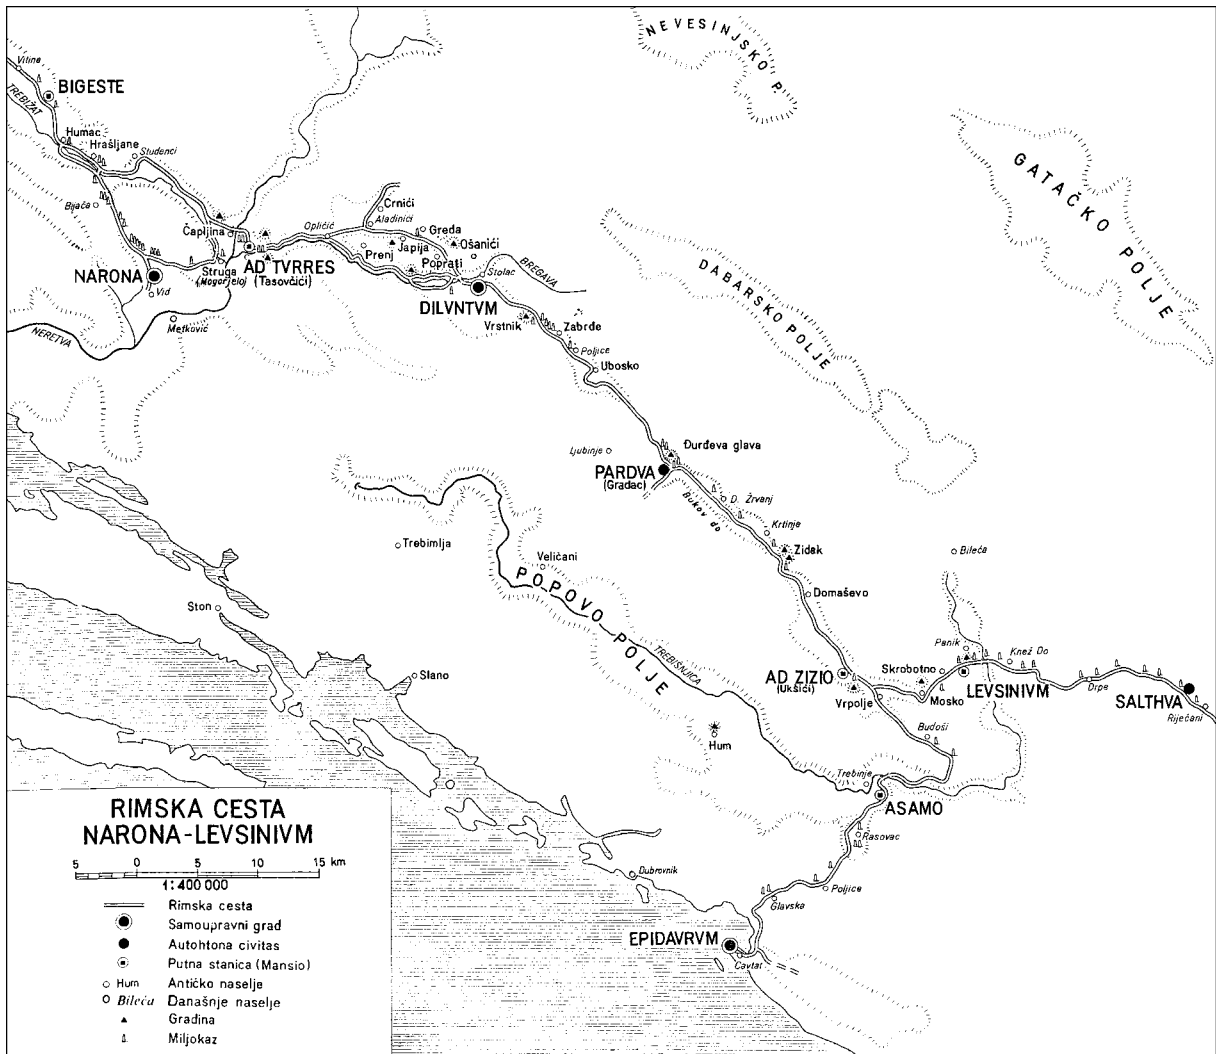 NEVESINJSKO P.
Vitine
BIGESTE
TREBIŽAT
Humac
Hrašljane
Studenci
GATAČKO POLJE
Bijača
Crnići
Aladinići
Opličić
Greda
Čapljina
Japija
Ošanići
Prenj
Poprati
BREGAVA
DABARSKO POLJE
Struga
(Mogorjelo)
AD TVRRES
(Tasovčići)
NARONA
Stolac
Vid
DILVNTVM
NERETVA
Metković
Vrstnik
Zabrđe
Poljice
Ubosko
Ljubinje
Đurđeva glava
PARDVA
(Gradac)
Bukov do
D. Žrvanj
Krtinje
Trebimlja
Zidak
Bileća
Veličani
POPOVO POLJE
Domaševo
Ston
TREBIŠNJICA
Panik
Knež Do
Slano
AD ZIZIO
(Ukšići)
Skrobotno
LEVSINIVM
Drpe
SALTHVA
Vrpolje
Mosko
Riječani
Hum
Budoši
Trebinje
ASAMO
Rasovac
Dubrovnik
Poljice
Glavska
EPIDAVRVM
Cavtat
RIMSKA CESTA
NARONA-LEVSINIVM
5 0 5 10 15 km
1:400 000
Rimska cesta
Samoupravni grad
Autohtona civitas
Putna stanica (Mansio)
Hum Antičko naselje
Bileća Današnje naselje
Gradina
Miljokaz